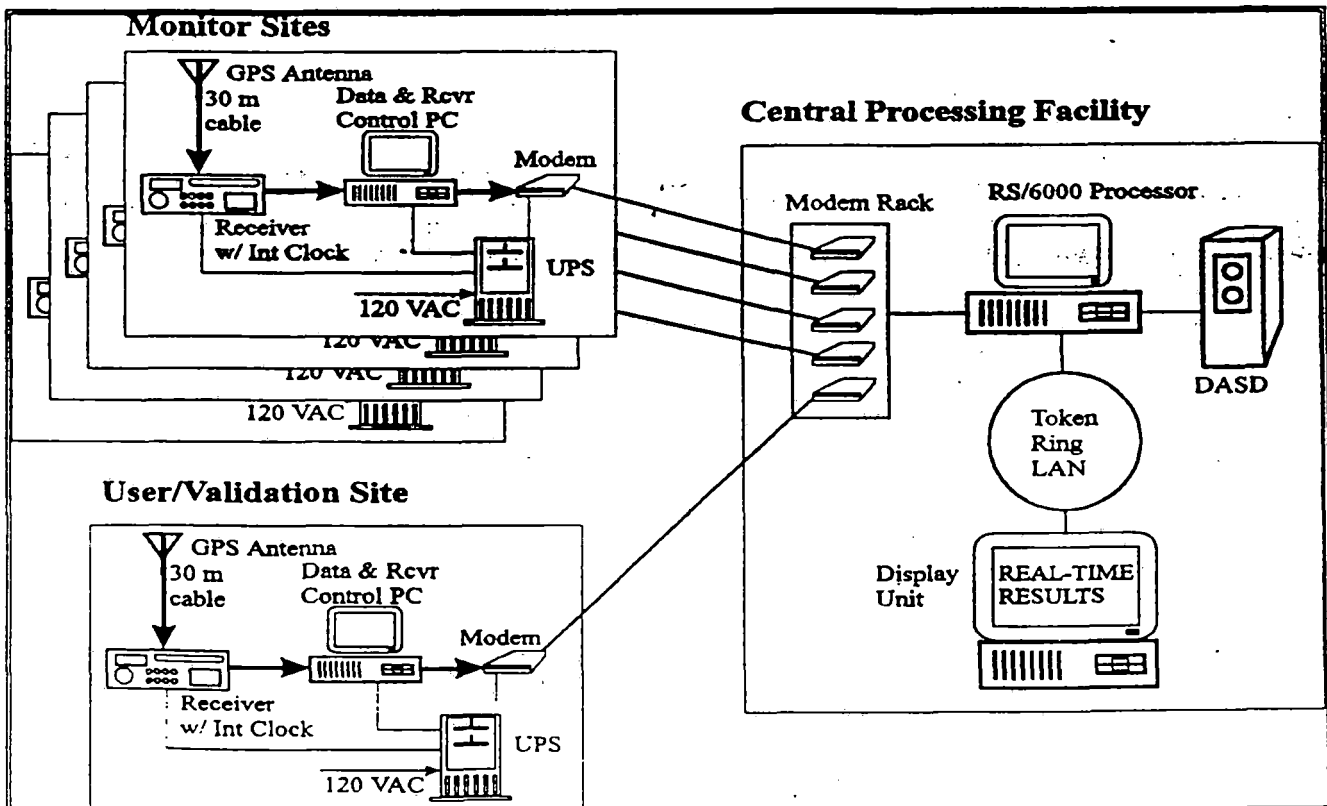 Monitor Sites
GPS Antenna
30 m
cable
Data & Rcvr
Control PC
Modem
Receiver
w/ Int Clock
UPS
120 VAC
120 VAC
120 VAC
120 VAC
Central Processing Facility
Modem Rack
RS/6000 Processor
DASD
Token
Ring
LAN
Display
Unit
REAL-TIME
RESULTS
User/Validation Site
GPS Antenna
30 m
cable
Data & Rcvr
Control PC
Modem
Receiver
w/ Int Clock
UPS
120 VAC